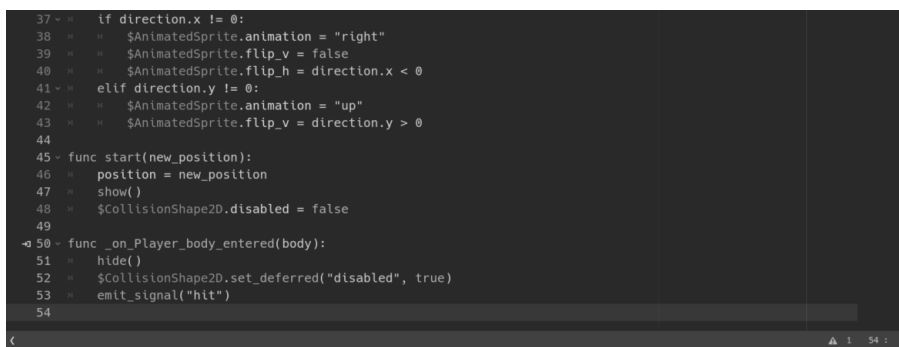 37 if direction.x != 0:
38 $AnimatedSprite.animation = "right"
39 $AnimatedSprite.flip_v = false
40 $AnimatedSprite.flip_h = direction.x < 0
41 elif direction.y != 0:
42 $AnimatedSprite.animation = "up"
43 $AnimatedSprite.flip_v = direction.y > 0
44
45 func start(new_position):
46 position = new_position
47 show()
48 $CollisionShape2D.disabled = false
49
50 func _on_Player_body_entered(body):
51 hide()
52 $CollisionShape2D.set_deferred("disabled", true)
53 emit_signal("hit")
54
1 54 :